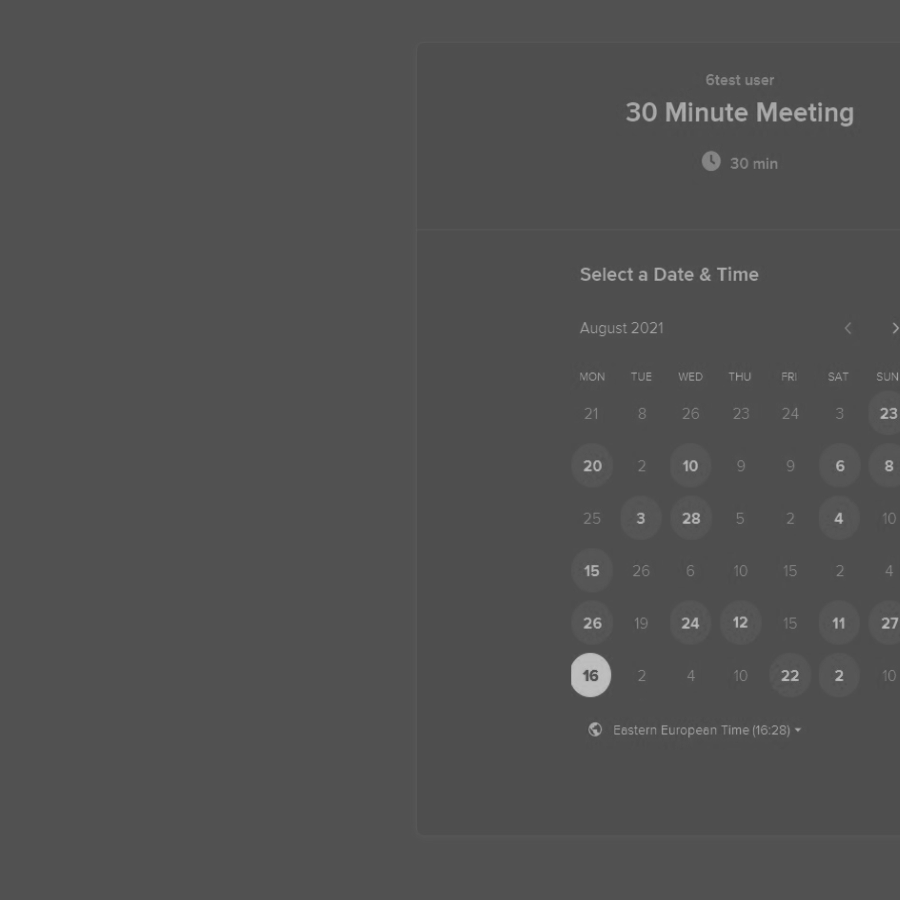 6test user
30 Minute Meeting
30 min
Select a Date & Time
August 2021
MON TUE WED THU FRI SAT SUN
21 8 26 23 24 3 23
20 2 10 9 9 6 8
25 3 28 5 2 4 10
15 26 6 10 15 2 4
26 19 24 12 15 11 27
16 2 4 10 22 2 10
Eastern European Time (16:28)